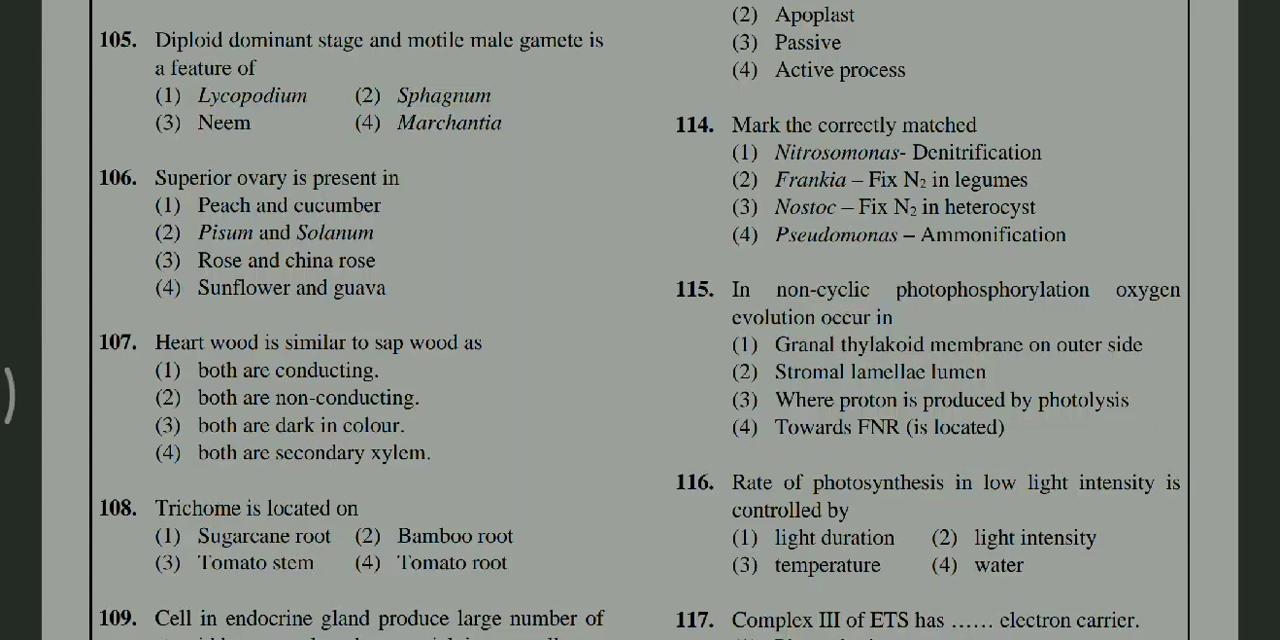 105. Diploid dominant stage and motile male gamete is
a feature of
(1) Lycopodium (2) Sphagnum
(3) Neem (4) Marchantia
106. Superior ovary is present in
(1) Peach and cucumber
(2) Pisum and Solanum
(3) Rose and china rose
(4) Sunflower and guava
107. Heart wood is similar to sap wood as
(1) both are conducting.
(2) both are non-conducting.
(3) both are dark in colour.
(4) both are secondary xylem.
108. Trichome is located on
(1) Sugarcane root (2) Bamboo root
(3) Tomato stem (4) Tomato root
109. Cell in endocrine gland produce large number of
(2) Apoplast
(3) Passive
(4) Active process
114. Mark the correctly matched
(1) Nitrosomonas- Denitrification
(2) Frankia – Fix N₂ in legumes
(3) Nostoc – Fix N₂ in heterocyst
(4) Pseudomonas – Ammonification
115. In non-cyclic photophosphorylation oxygen
evolution occur in
(1) Granal thylakoid membrane on outer side
(2) Stromal lamellae lumen
(3) Where proton is produced by photolysis
(4) Towards FNR (is located)
116. Rate of photosynthesis in low light intensity is
controlled by
(1) light duration (2) light intensity
(3) temperature (4) water
117. Complex III of ETS has ...... electron carrier.